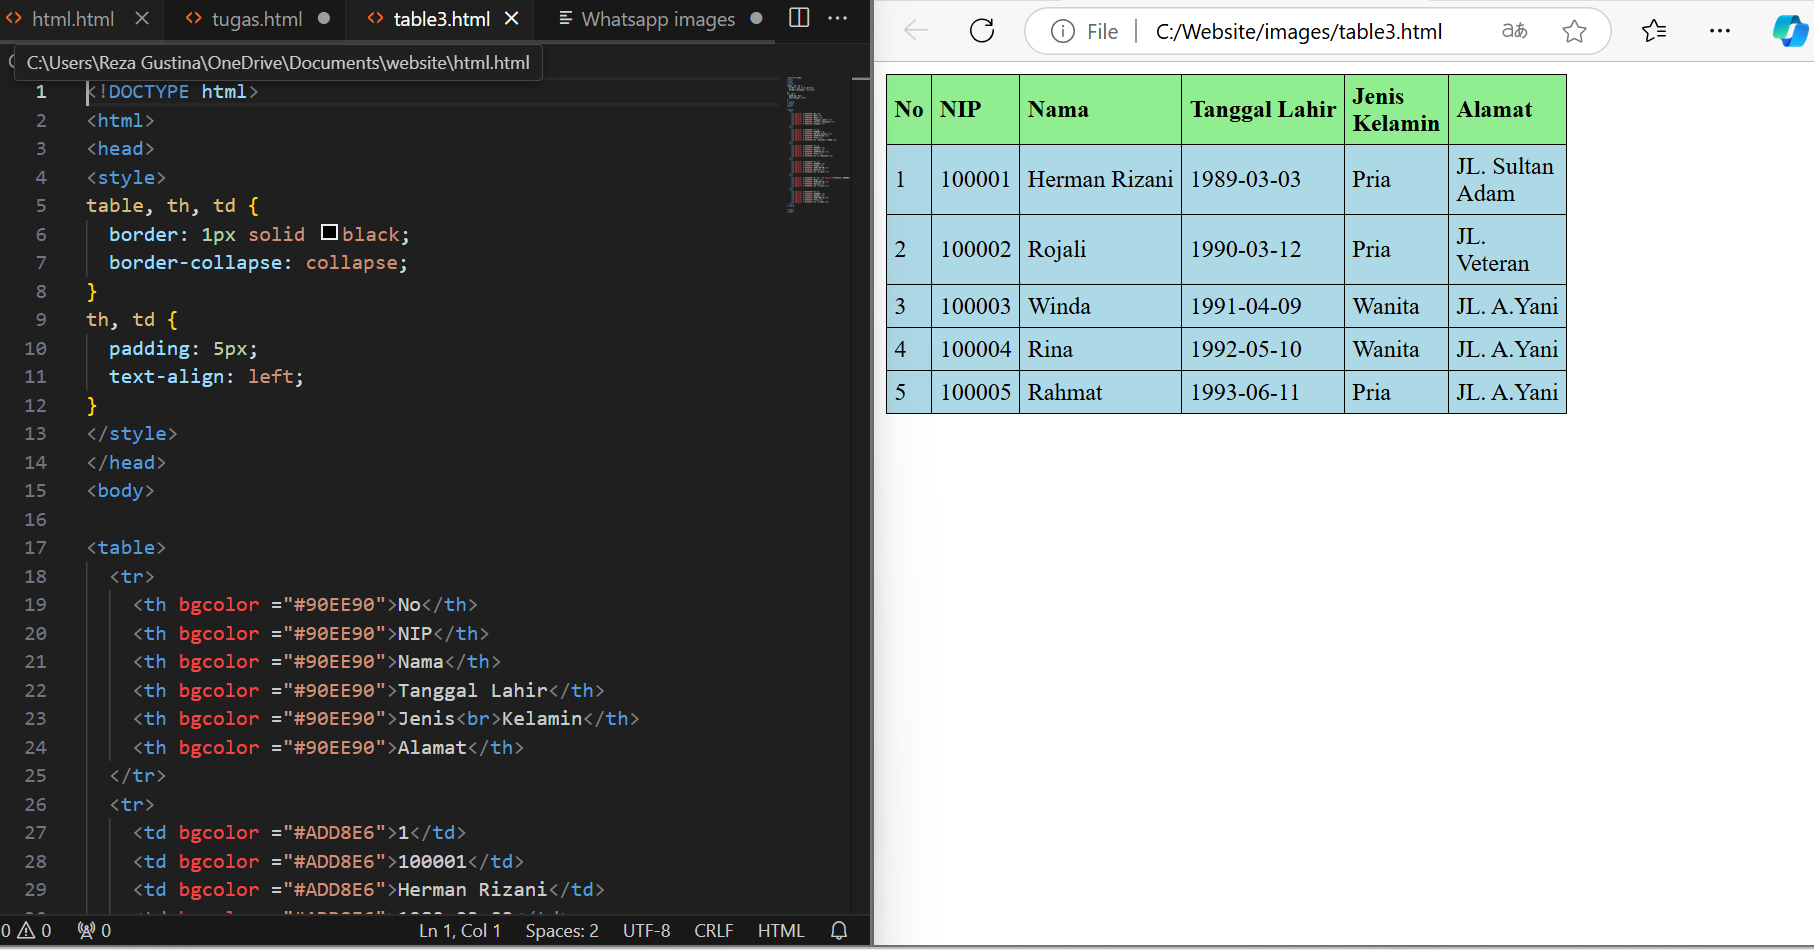 html.html tugas.html table3.html Whatsapp images
C:\Users\Reza Gustina\OneDrive\Documents\website\html.html
1 <!DOCTYPE html>
2 <html>
3 <head>
4 <style>
5 table, th, td {
6 border: 1px solid black;
7 border-collapse: collapse;
8 }
9 th, td {
10 padding: 5px;
11 text-align: left;
12 }
13 </style>
14 </head>
15 <body>
16
17 <table>
18 <tr>
19 <th bgcolor ="#90EE90">No</th>
20 <th bgcolor ="#90EE90">NIP</th>
21 <th bgcolor ="#90EE90">Nama</th>
22 <th bgcolor ="#90EE90">Tanggal Lahir</th>
23 <th bgcolor ="#90EE90">Jenis<br>Kelamin</th>
24 <th bgcolor ="#90EE90">Alamat</th>
25 </tr>
26 <tr>
27 <td bgcolor ="#ADD8E6">1</td>
28 <td bgcolor ="#ADD8E6">100001</td>
29 <td bgcolor ="#ADD8E6">Herman Rizani</td>
0 0 0 Ln 1, Col 1 Spaces: 2 UTF-8 CRLF HTML
File C:/Website/images/table3.html aあ
No NIP Nama Tanggal Lahir Jenis Kelamin Alamat
1 100001 Herman Rizani 1989-03-03 Pria JL. Sultan Adam
2 100002 Rojali 1990-03-12 Pria JL. Veteran
3 100003 Winda 1991-04-09 Wanita JL. A.Yani
4 100004 Rina 1992-05-10 Wanita JL. A.Yani
5 100005 Rahmat 1993-06-11 Pria JL. A.Yani